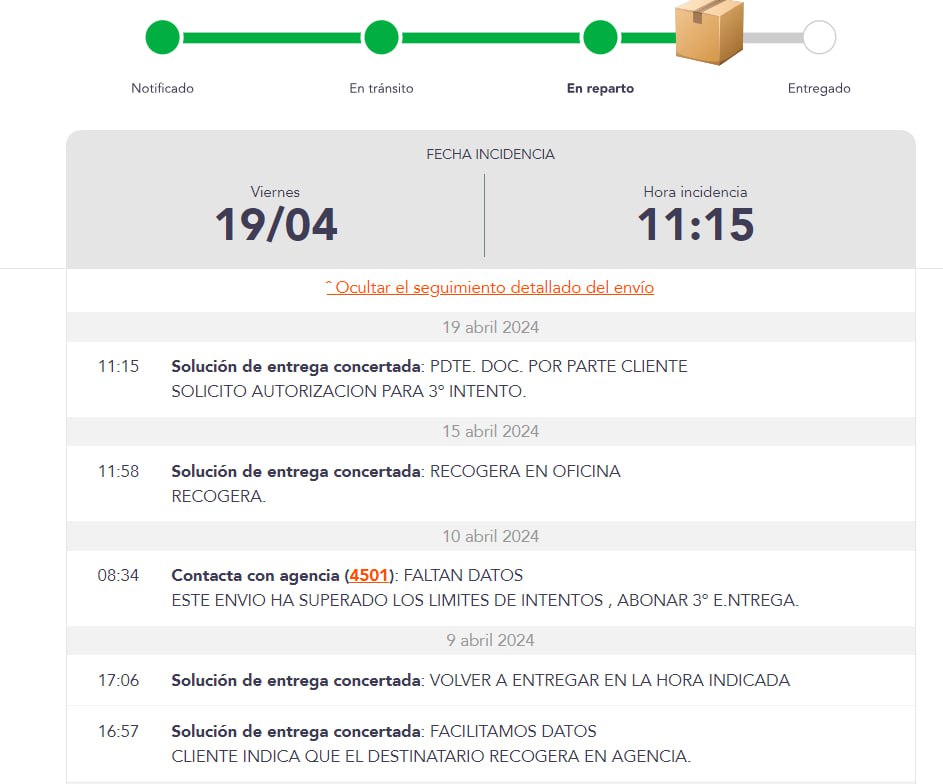 Notificado
En tránsito
En reparto
Entregado
FECHA INCIDENCIA
Viernes
19/04
Hora incidencia
11:15
ˆ Ocultar el seguimiento detallado del envío
19 abril 2024
11:15 Solución de entrega concertada: PDTE. DOC. POR PARTE CLIENTE
SOLICITO AUTORIZACION PARA 3º INTENTO.
15 abril 2024
11:58 Solución de entrega concertada: RECOGERA EN OFICINA
RECOGERA.
10 abril 2024
08:34 Contacta con agencia (4501): FALTAN DATOS
ESTE ENVIO HA SUPERADO LOS LIMITES DE INTENTOS , ABONAR 3º E.NTREGA.
9 abril 2024
17:06 Solución de entrega concertada: VOLVER A ENTREGAR EN LA HORA INDICADA
16:57 Solución de entrega concertada: FACILITAMOS DATOS
CLIENTE INDICA QUE EL DESTINATARIO RECOGERA EN AGENCIA.